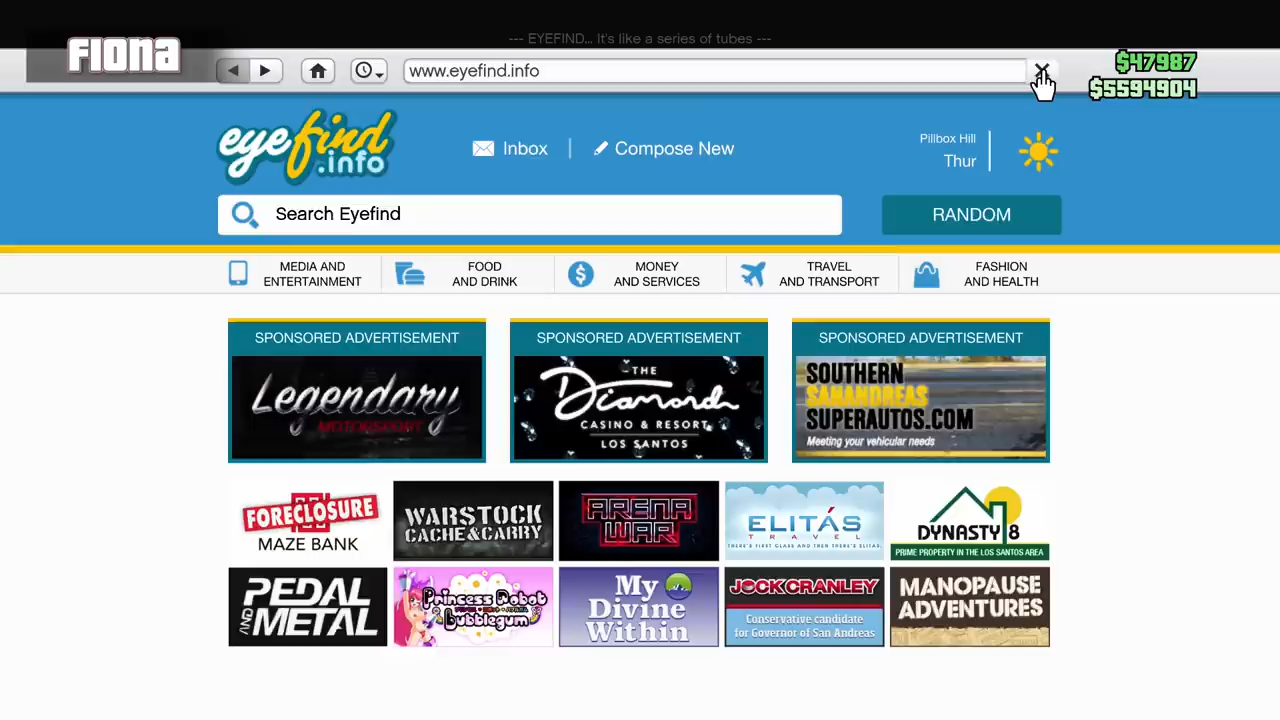 --- EYEFIND... It's like a series of tubes ---
FIONA
www.eyefind.info
$47987
$5594904
eyefind
.info
Inbox
Compose New
Pillbox Hill
Thur
Search Eyefind
RANDOM
MEDIA AND
ENTERTAINMENT
FOOD
AND DRINK
MONEY
AND SERVICES
TRAVEL
AND TRANSPORT
FASHION
AND HEALTH
SPONSORED ADVERTISEMENT
Legendary
MOTORSPORT
SPONSORED ADVERTISEMENT
THE
Diamond
CASINO & RESORT
LOS SANTOS
SPONSORED ADVERTISEMENT
SOUTHERN
SANANDREAS
SUPERAUTOS.COM
Meeting your vehicular needs
FORECLOSURE
MAZE BANK
WARSTOCK
CACHE&CARRY
ARENA
WAR
ELITÁS
TRAVEL
THERE'S FIRST CLASS AND THEN THERE'S ELITÁS
DYNASTY 8
PRIME PROPERTY IN THE LOS SANTOS AREA
PEDAL
AND METAL
Princess Robot
Bubblegum
My
Divine
Within
JOCK CRANLEY
Conservative candidate
for Governor of San Andreas
MANOPAUSE
ADVENTURES